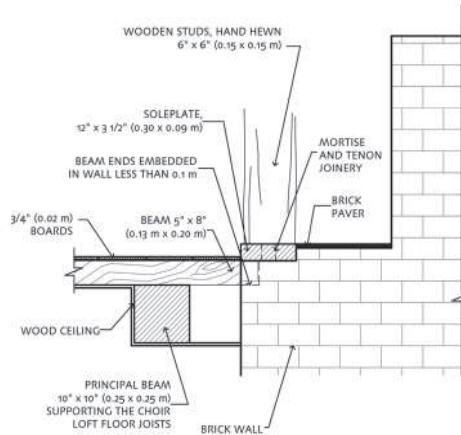 WOODEN STUDS, HAND HEWN
6" x 6" (0.15 x 0.15 m)
SOLEPLATE,
12" x 3 1/2" (0.30 x 0.09 m)
MORTISE
AND TENON
JOINERY
BEAM ENDS EMBEDDED
IN WALL LESS THAN 0.1 m
BRICK
PAVER
3/4" (0.02 m)
BOARDS
BEAM 5" x 8"
(0.13 m x 0.20 m)
WOOD CEILING
PRINCIPAL BEAM
10" x 10" (0.25 x 0.25 m)
SUPPORTING THE CHOIR
LOFT FLOOR JOISTS
BRICK WALL